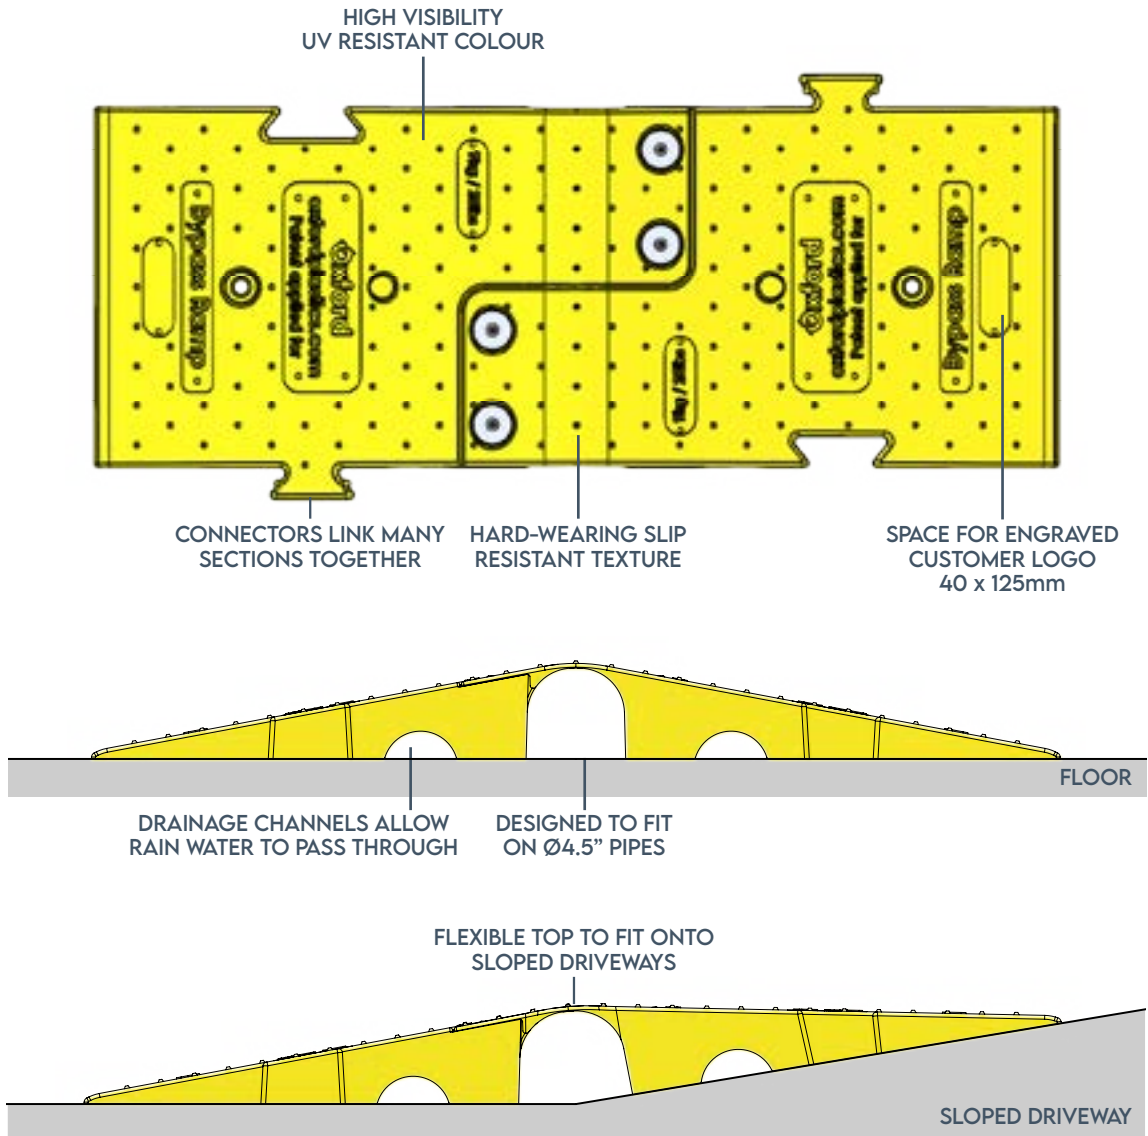 HIGH VISIBILITY
UV RESISTANT COLOUR
Bypass Ramp
Oxford
oxfordplastics.com
Patent applied for
Oxford
oxfordplastics.com
Patent applied for
Bypass Ramp
CONNECTORS LINK MANY
SECTIONS TOGETHER
HARD-WEARING SLIP
RESISTANT TEXTURE
SPACE FOR ENGRAVED
CUSTOMER LOGO
40 x 125mm
FLOOR
DRAINAGE CHANNELS ALLOW
RAIN WATER TO PASS THROUGH
DESIGNED TO FIT
ON Ø4.5” PIPES
FLEXIBLE TOP TO FIT ONTO
SLOPED DRIVEWAYS
SLOPED DRIVEWAY